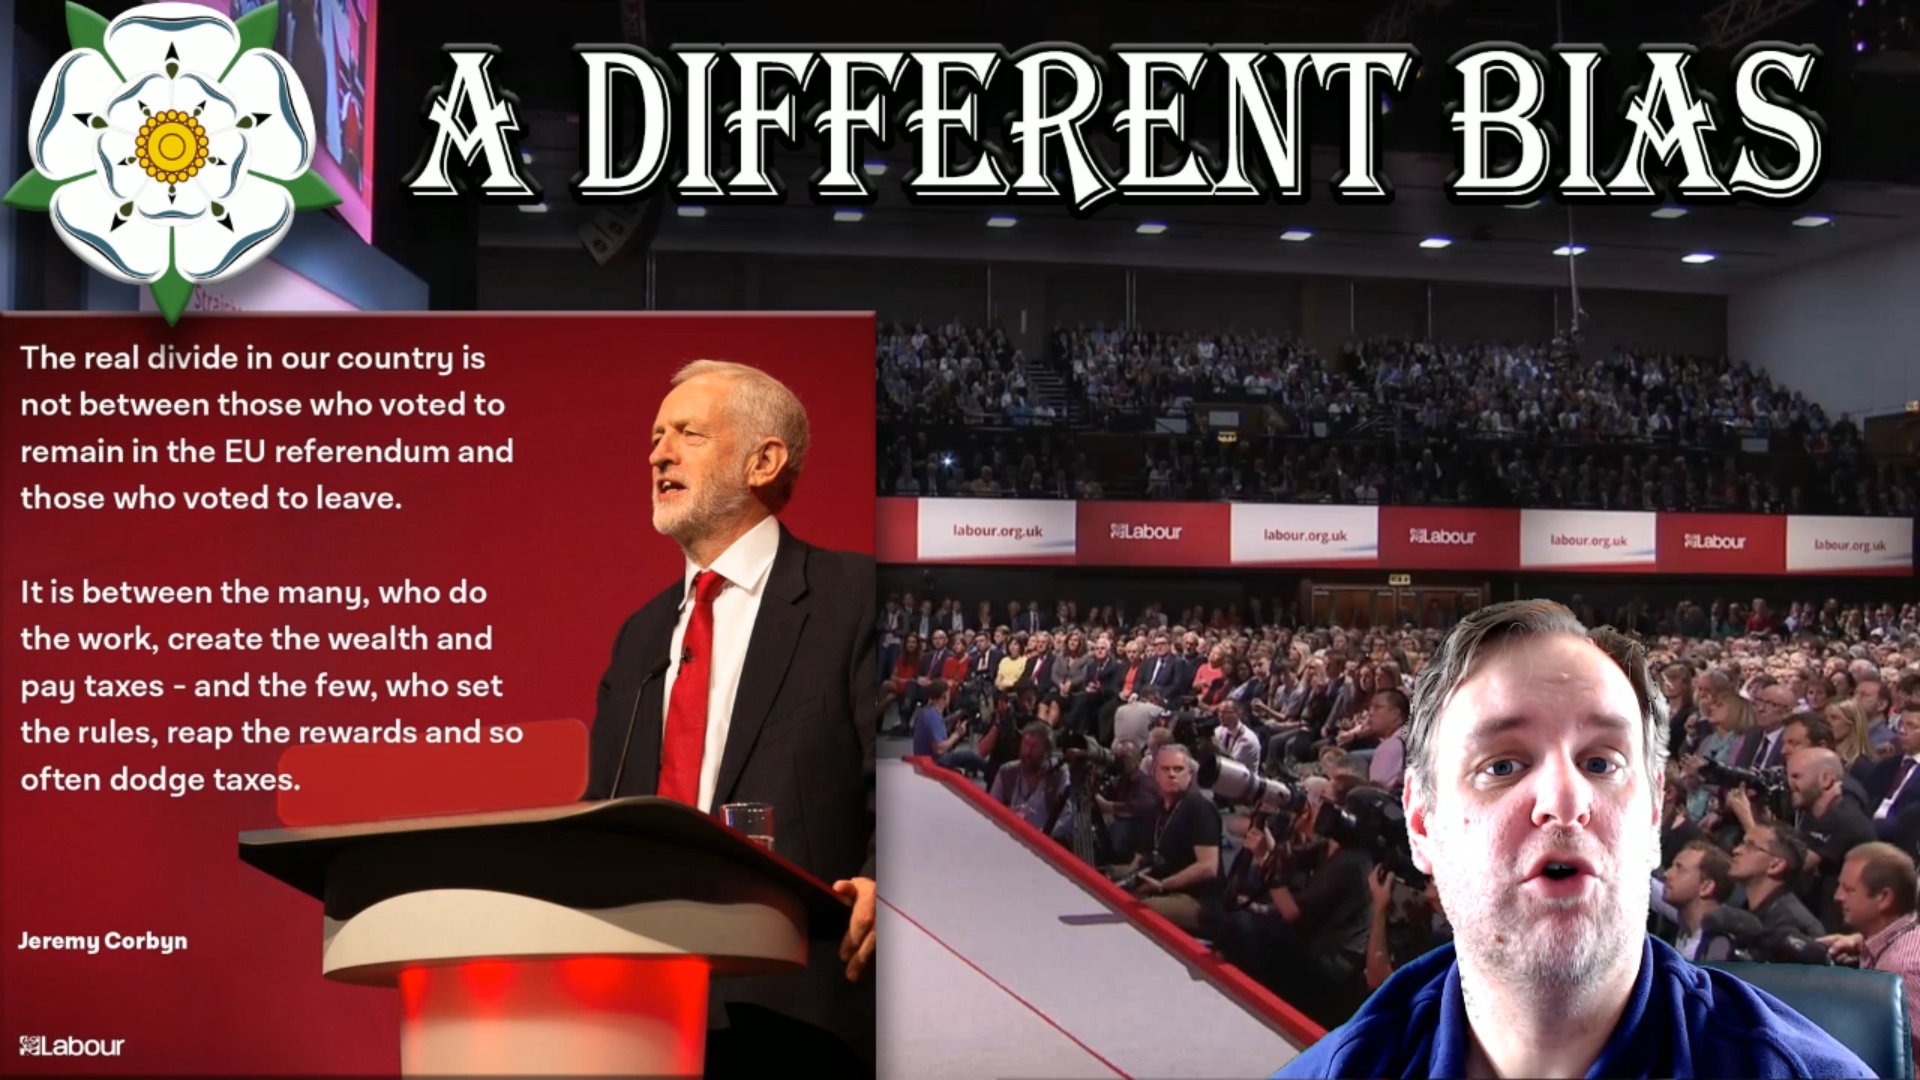 A DIFFERENT BIAS
The real divide in our country is
not between those who voted to
remain in the EU referendum and
those who voted to leave.
It is between the many, who do
the work, create the wealth and
pay taxes - and the few, who set
the rules, reap the rewards and so
often dodge taxes.
Jeremy Corbyn
Labour
labour.org.uk
Labour
labour.org.uk
Labour
labour.org.uk
Labour
labour.org.uk